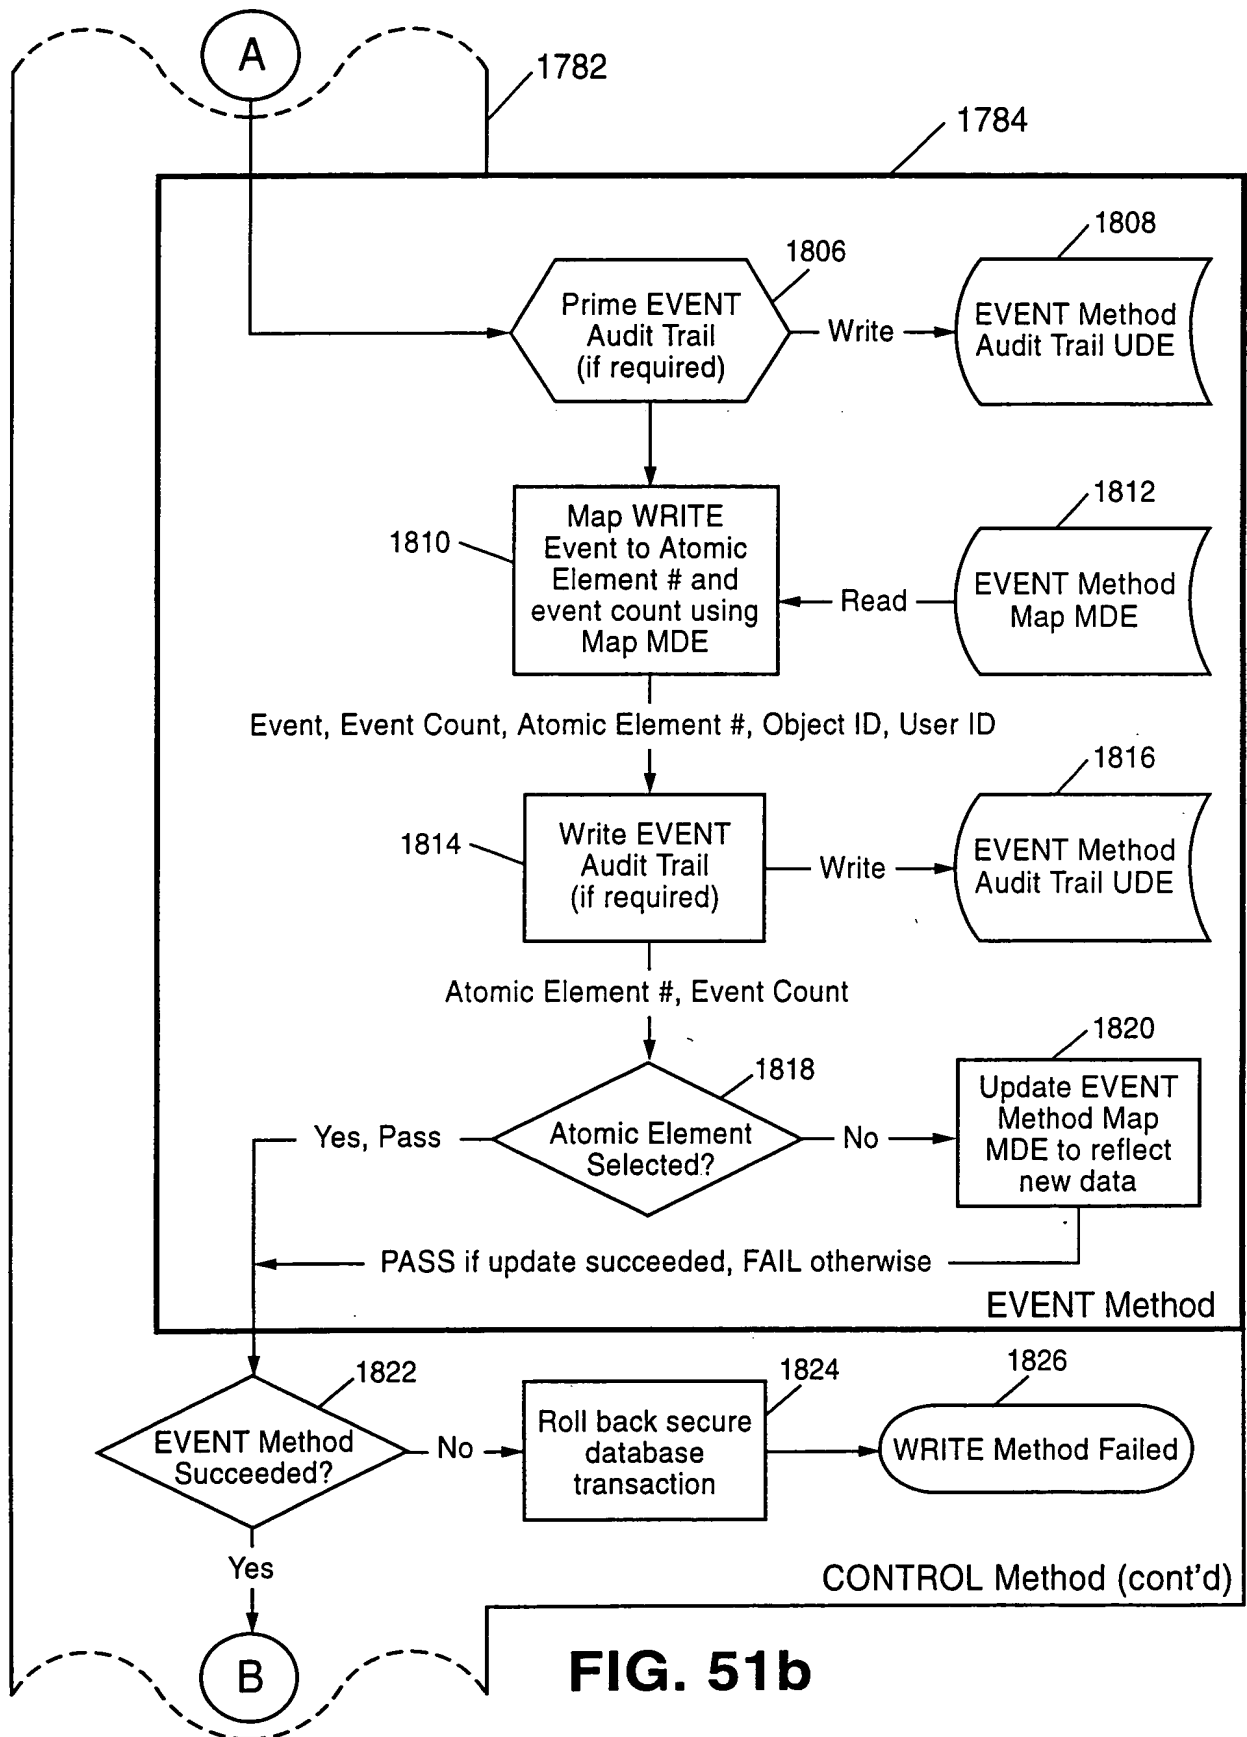 A
1782
1784
1806
1808
Prime EVENT
Audit Trail
(if required)
Write
EVENT Method
Audit Trail UDE
1810
Map WRITE
Event to Atomic
Element # and
event count using
Map MDE
Read
1812
EVENT Method
Map MDE
Event, Event Count, Atomic Element #, Object ID, User ID
1814
Write EVENT
Audit Trail
(if required)
Write
1816
EVENT Method
Audit Trail UDE
Atomic Element #, Event Count
1818
1820
Yes, Pass
Atomic Element
Selected?
No
Update EVENT
Method Map
MDE to reflect
new data
PASS if update succeeded, FAIL otherwise
EVENT Method
1822
1824
1826
EVENT Method
Succeeded?
No
Roll back secure
database
transaction
WRITE Method Failed
Yes
CONTROL Method (cont'd)
B
FIG. 51b